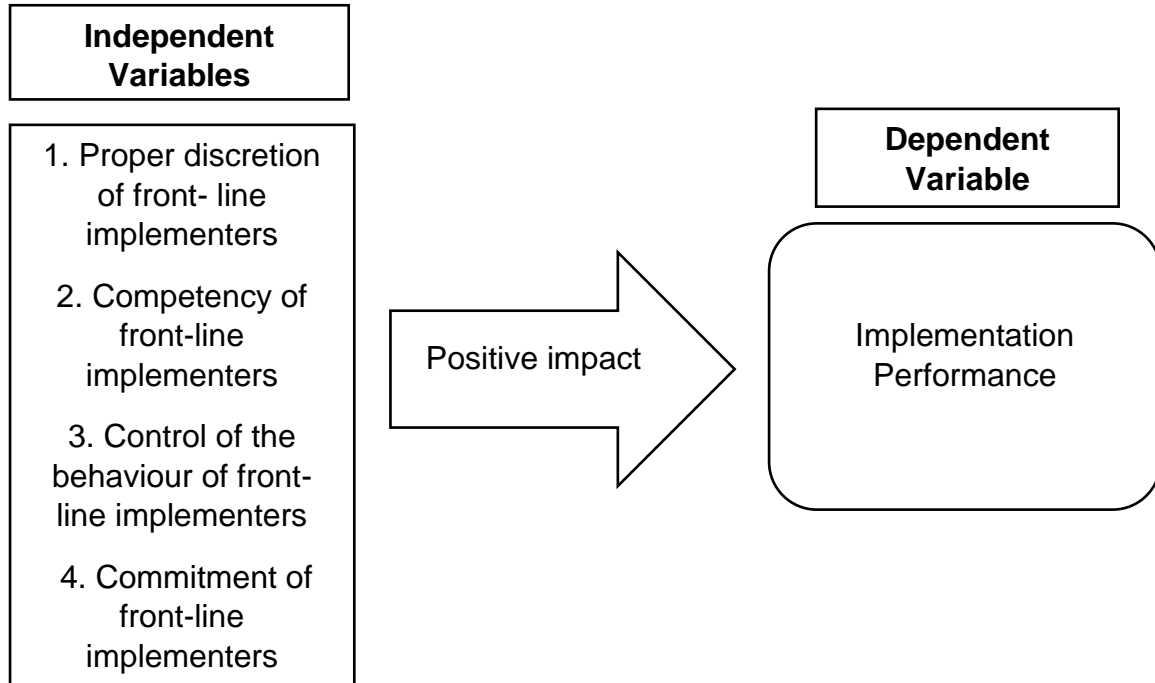 Independent
Variables
1. Proper discretion
of front- line
implementers
2. Competency of
front-line
implementers
3. Control of the
behaviour of front-
line implementers
4. Commitment of
front-line
implementers
Positive impact
Dependent
Variable
Implementation
Performance